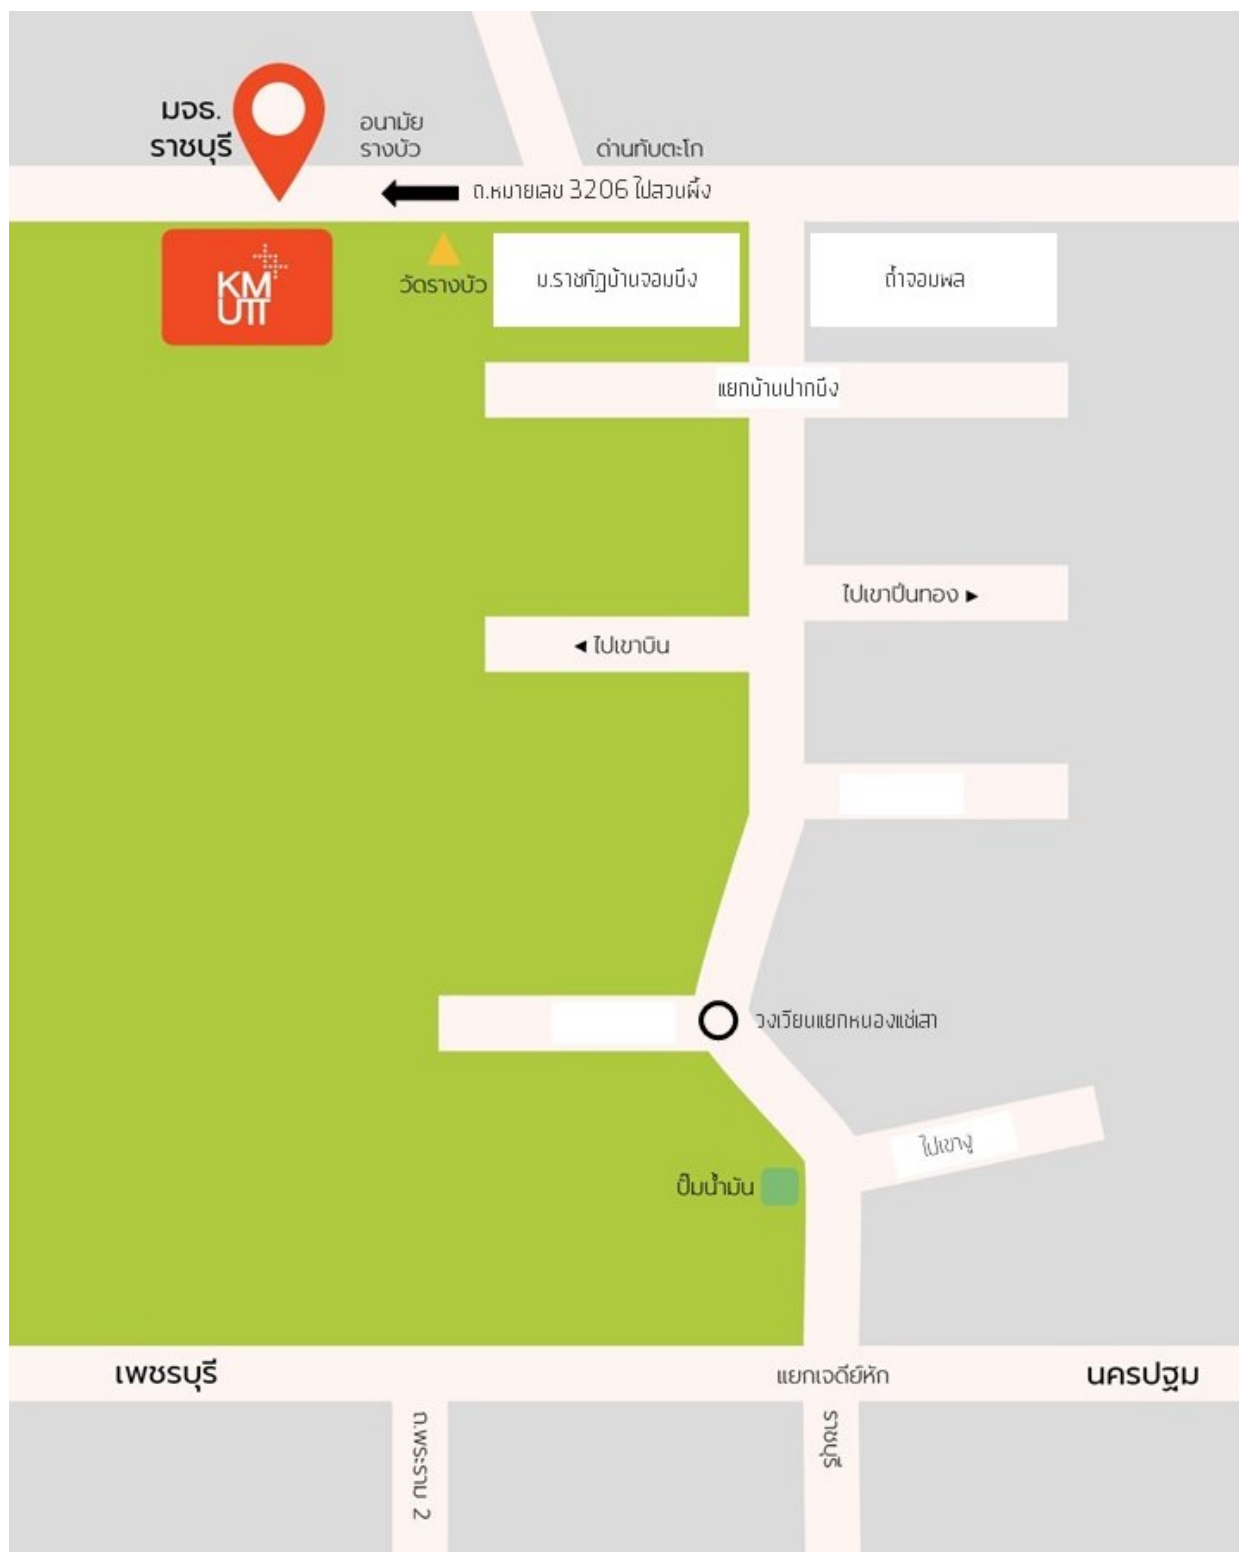 มจธ.
ราชบุรี
อนามัย
รางบัว
ด่านทับตะโก
ถ.หมายเลข 3206 ไปสวนผึ้ง
KM
UTT
วัดรางบัว
ม.ราชภัฏบ้านจอมบึง
ถ้ำจอมพล
แยกบ้านปากบึง
ไปเขาปืนทอง ▸
◂ ไปเขาบิน
วงเวียนแยกหนองแช่เสา
ไปเขางู
ปั๊มน้ำมัน
เพชรบุรี
แยกเจดีย์หัก
นครปฐม
ถ.พระราม 2
ราชบุรี